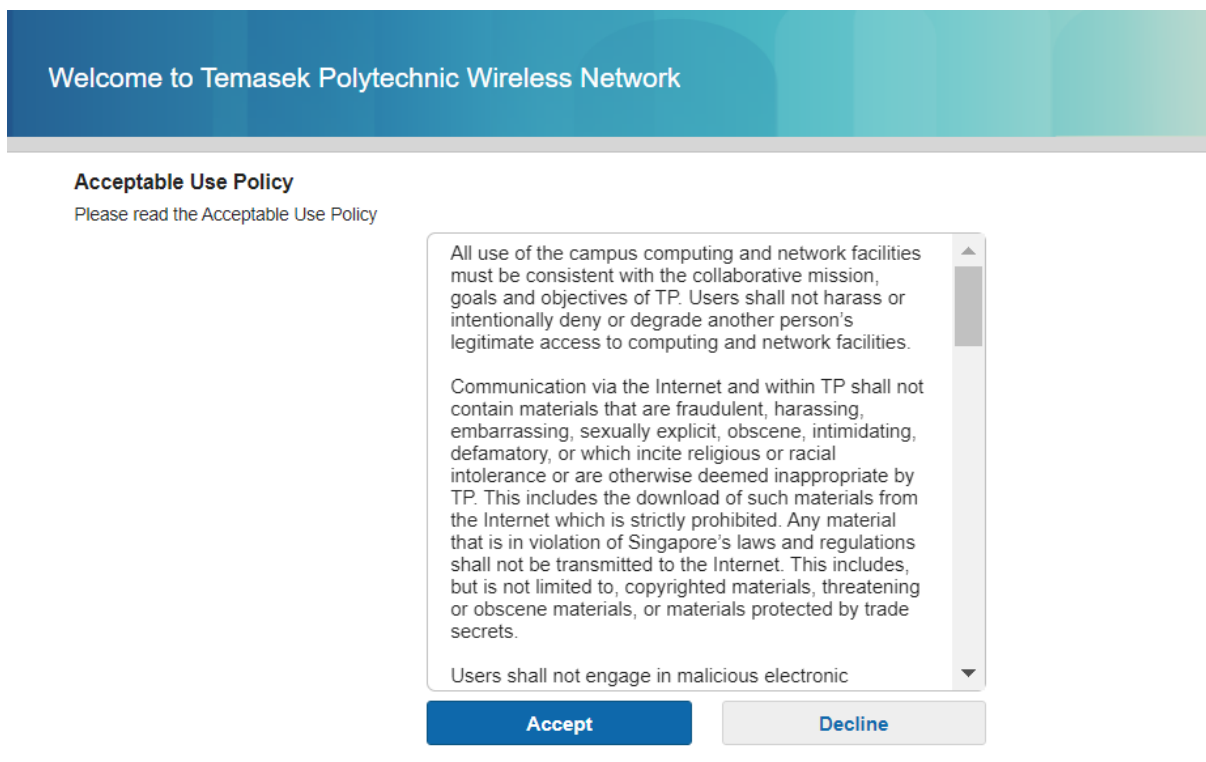 Welcome to Temasek Polytechnic Wireless Network
Acceptable Use Policy
Please read the Acceptable Use Policy
All use of the campus computing and network facilities
must be consistent with the collaborative mission,
goals and objectives of TP. Users shall not harass or
intentionally deny or degrade another person’s
legitimate access to computing and network facilities.
Communication via the Internet and within TP shall not
contain materials that are fraudulent, harassing,
embarrassing, sexually explicit, obscene, intimidating,
defamatory, or which incite religious or racial
intolerance or are otherwise deemed inappropriate by
TP. This includes the download of such materials from
the Internet which is strictly prohibited. Any material
that is in violation of Singapore’s laws and regulations
shall not be transmitted to the Internet. This includes,
but is not limited to, copyrighted materials, threatening
or obscene materials, or materials protected by trade
secrets.
Users shall not engage in malicious electronic
Accept
Decline